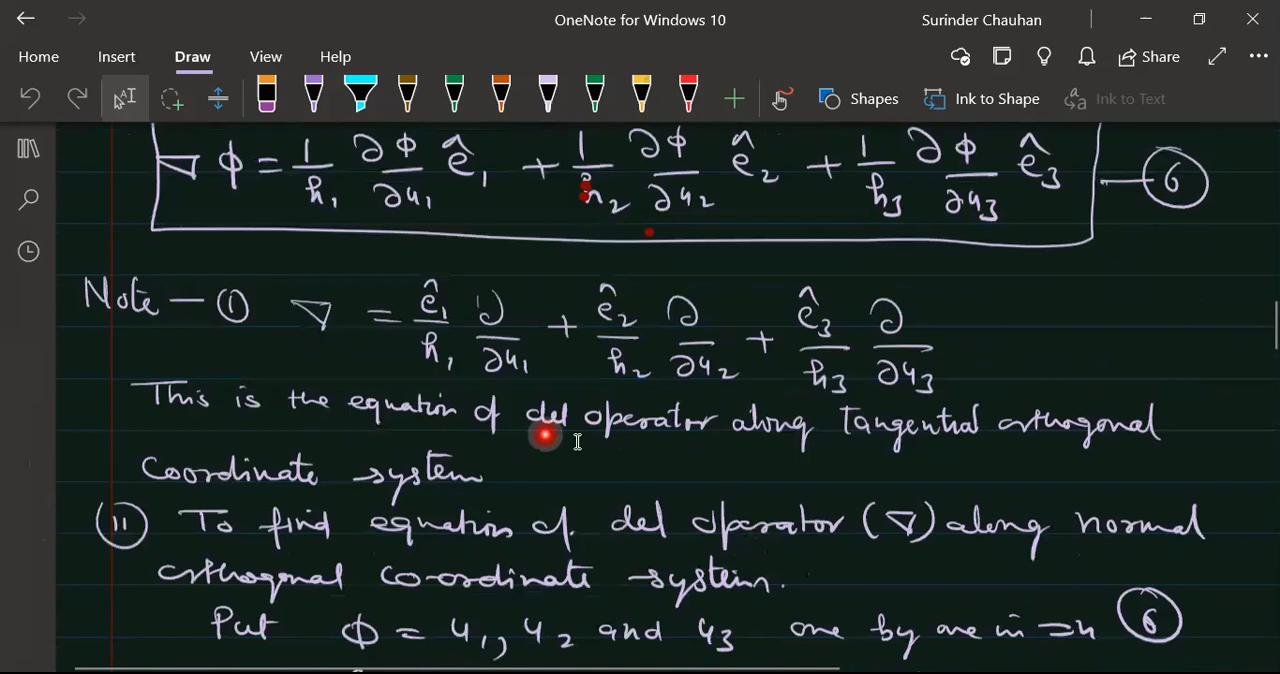 OneNote for Windows 10
Surinder Chauhan
Home Insert Draw View Help
Share
Shapes Ink to Shape Ink to Text
∇ϕ = 1/h₁ ∂ϕ/∂u₁ ê₁ + 1/h₂ ∂ϕ/∂u₂ ê₂ + 1/h₃ ∂ϕ/∂u₃ ê₃ — ⑥
Note — ① ∇ = ê₁/h₁ ∂/∂u₁ + ê₂/h₂ ∂/∂u₂ + ê₃/h₃ ∂/∂u₃
This is the equation of del operator along Tangential orthogonal
Coordinate system
(11) To find equation of del operator (∇) along normal
orthogonal co-ordinate system.
Put ϕ = u₁, u₂ and u₃ one by one in =n ⑥